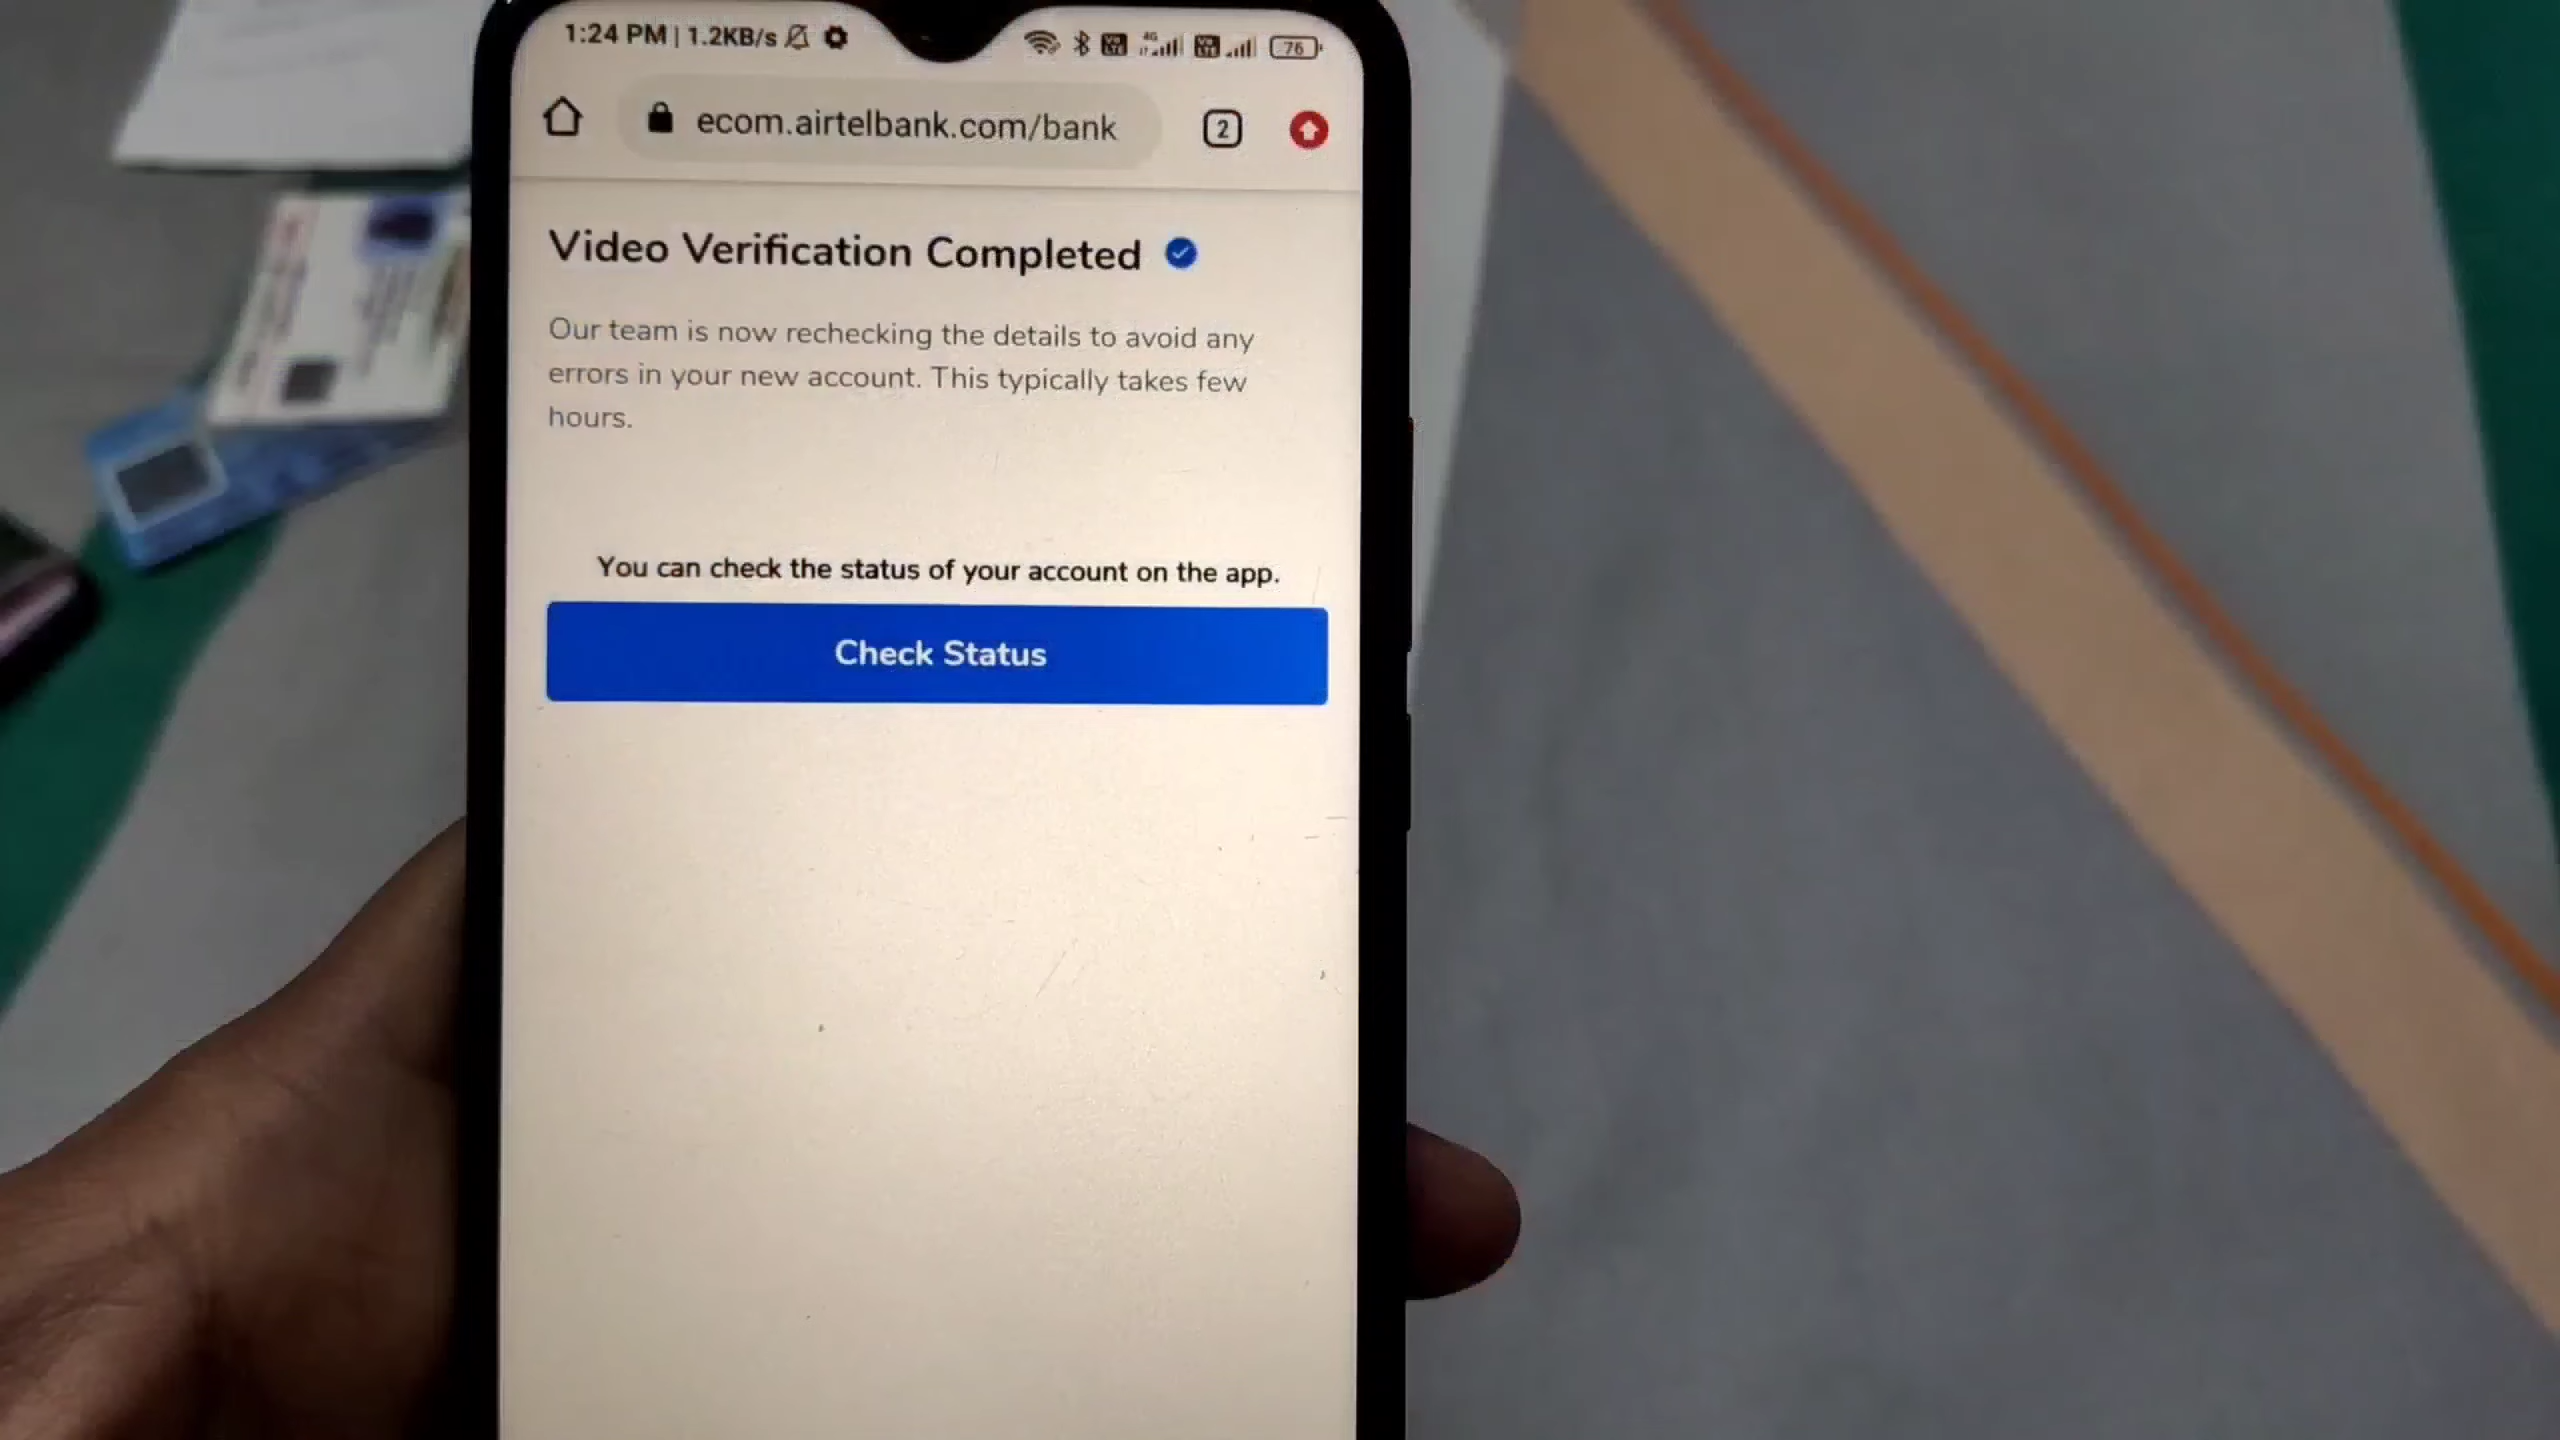 1:24 PM | 1.2KB/s
76
ecom.airtelbank.com/bank
2
Video Verification Completed
Our team is now rechecking the details to avoid any
errors in your new account. This typically takes few
hours.
You can check the status of your account on the app.
Check Status